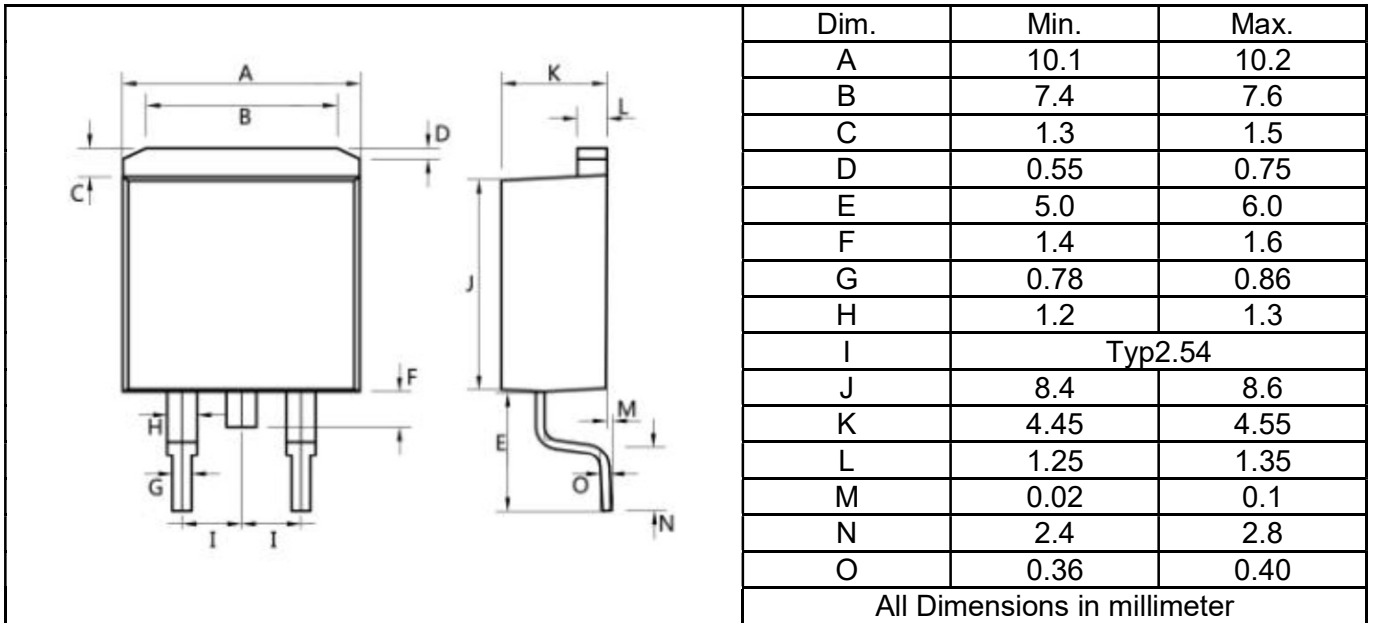 A
B
D
C
F
H
G
I I
K
L
J
E
M
O
N
Dim. Min. Max.
A 10.1 10.2
B 7.4 7.6
C 1.3 1.5
D 0.55 0.75
E 5.0 6.0
F 1.4 1.6
G 0.78 0.86
H 1.2 1.3
I Typ2.54
J 8.4 8.6
K 4.45 4.55
L 1.25 1.35
M 0.02 0.1
N 2.4 2.8
O 0.36 0.40
All Dimensions in millimeter